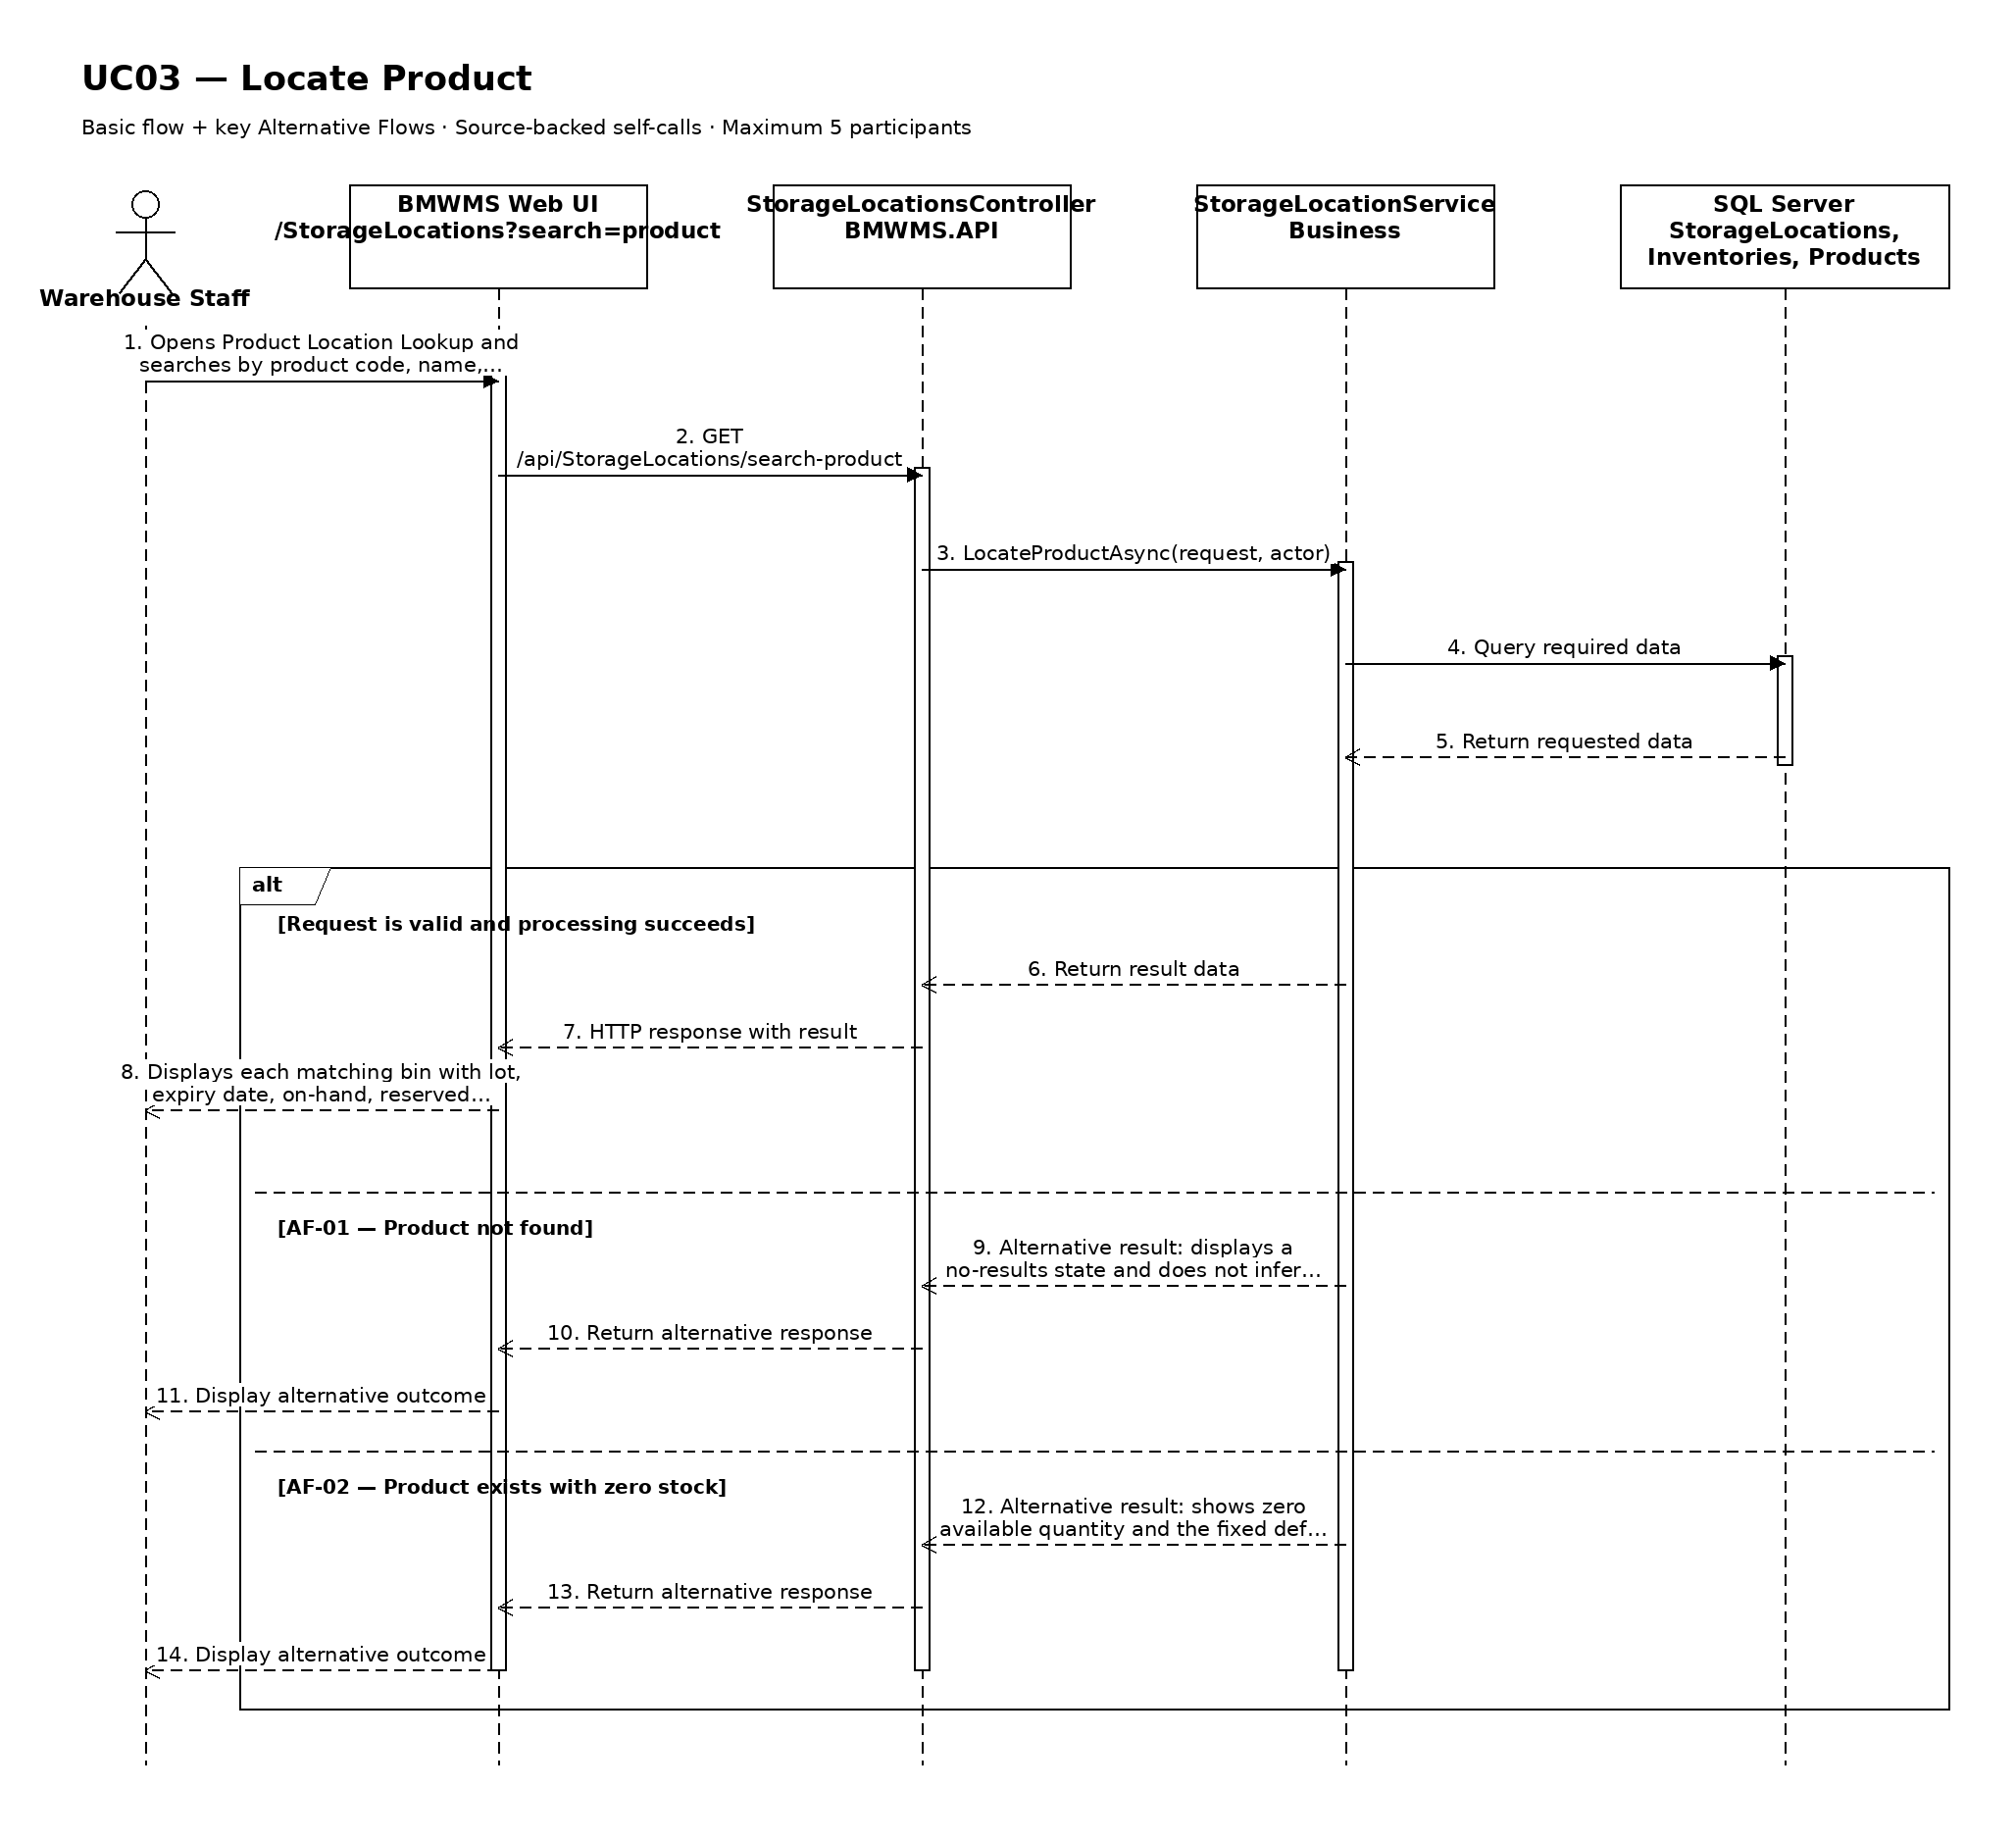 UC03 — Locate Product
Basic flow + key Alternative Flows · Source-backed self-calls · Maximum 5 participants
Warehouse Staff
BMWMS Web UI
/StorageLocations?search=product
StorageLocationsController
BMWMS.API
StorageLocationService
Business
SQL Server
StorageLocations,
Inventories, Products
1. Opens Product Location Lookup and
searches by product code, name,...
2. GET
/api/StorageLocations/search-product
3. LocateProductAsync(request, actor)
4. Query required data
5. Return requested data
alt
[Request is valid and processing succeeds]
6. Return result data
7. HTTP response with result
8. Displays each matching bin with lot,
expiry date, on-hand, reserved...
[AF-01 — Product not found]
9. Alternative result: displays a
no-results state and does not infer...
10. Return alternative response
11. Display alternative outcome
[AF-02 — Product exists with zero stock]
12. Alternative result: shows zero
available quantity and the fixed def...
13. Return alternative response
14. Display alternative outcome